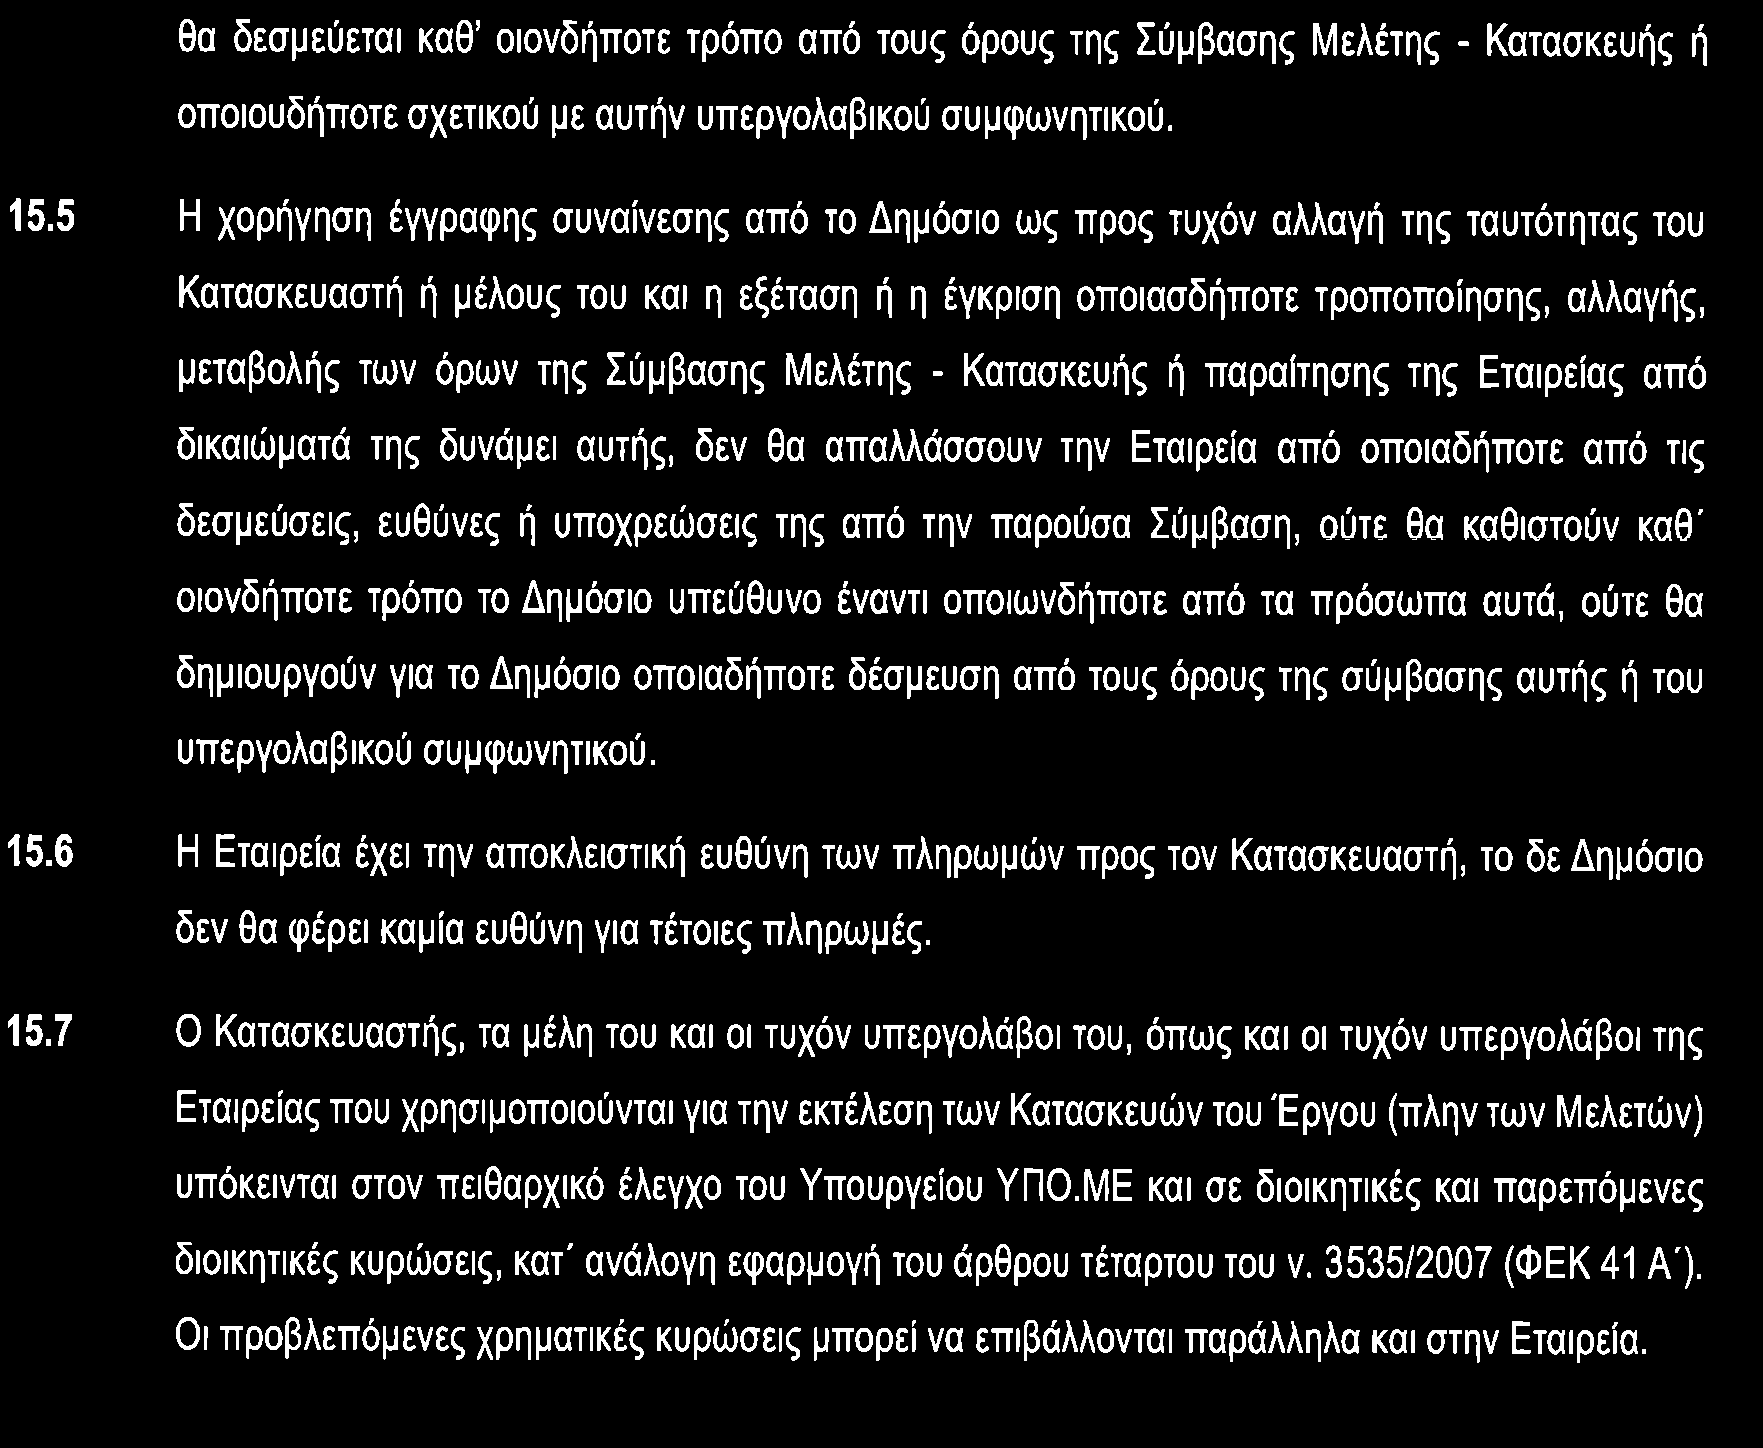 θα δεσμεύεται καθ’ οιονδήποτε τρόπο από τους όρους της Σύμβασης Μελέτης - Κατασκευής ή
οποιουδήποτε σχετικού με αυτήν υπεργολαβικού συμφωνητικού.
15.5 Η χορήγηση έγγραφης συναίνεσης από το Δημόσιο ως προς τυχόν αλλαγή της ταυτότητας του
Κατασκευαστή ή μέλους του και η εξέταση ή η έγκριση οποιασδήποτε τροποποίησης, αλλαγής,
μεταβολής των όρων της Σύμβασης Μελέτης - Κατασκευής ή παραίτησης της Εταιρείας από
δικαιώματά της δυνάμει αυτής, δεν θα απαλλάσσουν την Εταιρεία από οποιαδήποτε από τις
δεσμεύσεις, ευθύνες ή υποχρεώσεις της από την παρούσα Σύμβαση, ούτε θα καθιστούν καθ΄
οιονδήποτε τρόπο το Δημόσιο υπεύθυνο έναντι οποιωνδήποτε από τα πρόσωπα αυτά, ούτε θα
δημιουργούν για το Δημόσιο οποιαδήποτε δέσμευση από τους όρους της σύμβασης αυτής ή του
υπεργολαβικού συμφωνητικού.
15.6 Η Εταιρεία έχει την αποκλειστική ευθύνη των πληρωμών προς τον Κατασκευαστή, το δε Δημόσιο
δεν θα φέρει καμία ευθύνη για τέτοιες πληρωμές.
15.7 Ο Κατασκευαστής, τα μέλη του και οι τυχόν υπεργολάβοι του, όπως και οι τυχόν υπεργολάβοι της
Εταιρείας που χρησιμοποιούνται για την εκτέλεση των Κατασκευών του Έργου (πλην των Μελετών)
υπόκεινται στον πειθαρχικό έλεγχο του Υπουργείου ΥΠΟ.ΜΕ και σε διοικητικές και παρεπόμενες
διοικητικές κυρώσεις, κατ΄ ανάλογη εφαρμογή του άρθρου τέταρτου του ν. 3535/2007 (ΦΕΚ 41 Α΄).
Οι προβλεπόμενες χρηματικές κυρώσεις μπορεί να επιβάλλονται παράλληλα και στην Εταιρεία.